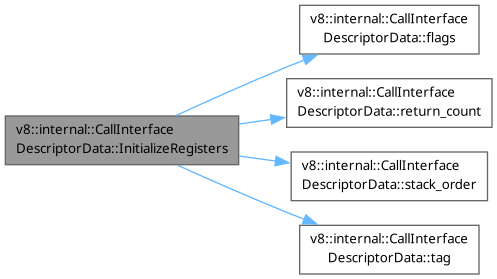 v8::internal::CallInterface
DescriptorData::InitializeRegisters
v8::internal::CallInterface
DescriptorData::flags
v8::internal::CallInterface
DescriptorData::return_count
v8::internal::CallInterface
DescriptorData::stack_order
v8::internal::CallInterface
DescriptorData::tag